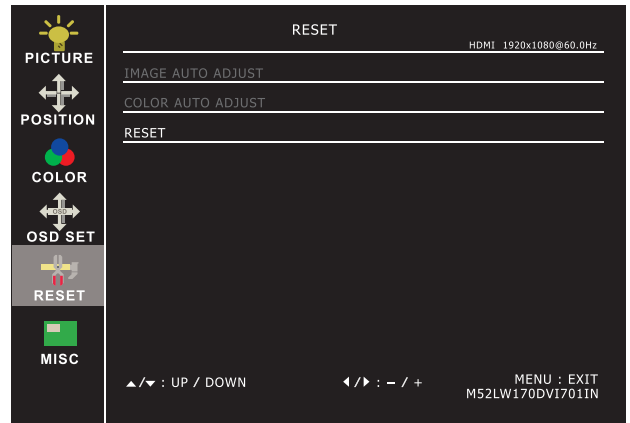 PICTURE
POSITION
COLOR
OSD
OSD SET
RESET
MISC
RESET
HDMI 1920x1080@60.0Hz
IMAGE AUTO ADJUST
COLOR AUTO ADJUST
RESET
▲/▼ : UP / DOWN
◀/▶ : – / +
MENU : EXIT
M52LW170DVI701IN